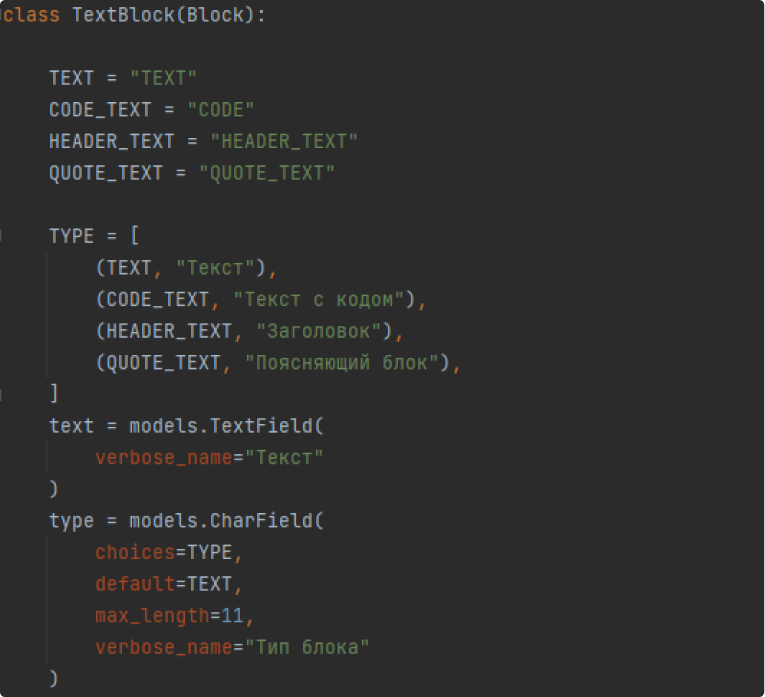 class TextBlock(Block):
TEXT = "TEXT"
CODE_TEXT = "CODE"
HEADER_TEXT = "HEADER_TEXT"
QUOTE_TEXT = "QUOTE_TEXT"
TYPE = [
(TEXT, "Текст"),
(CODE_TEXT, "Текст с кодом"),
(HEADER_TEXT, "Заголовок"),
(QUOTE_TEXT, "Поясняющий блок"),
]
text = models.TextField(
verbose_name="Текст"
)
type = models.CharField(
choices=TYPE,
default=TEXT,
max_length=11,
verbose_name="Тип блока"
)